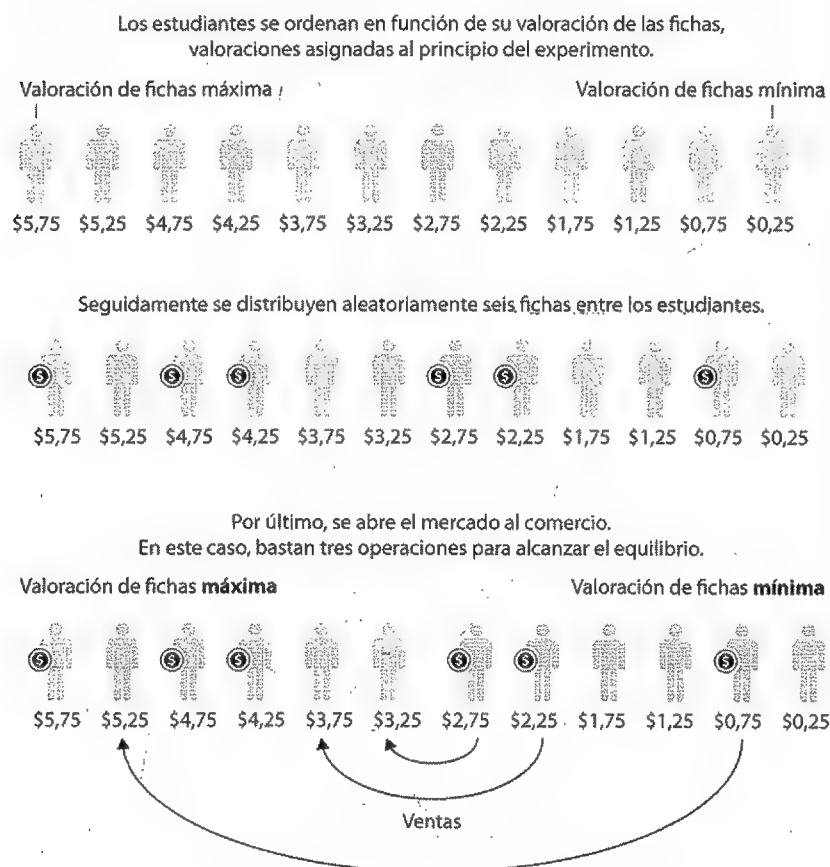 Los estudiantes se ordenan en función de su valoración de las fichas,
valoraciones asignadas al principio del experimento.
Valoración de fichas máxima
Valoración de fichas mínima
$5,75 $5,25 $4,75 $4,25 $3,75 $3,25 $2,75 $2,25 $1,75 $1,25 $0,75 $0,25
Seguidamente se distribuyen aleatoriamente seis fichas entre los estudiantes.
$ $ $ $ $ $
$5,75 $5,25 $4,75 $4,25 $3,75 $3,25 $2,75 $2,25 $1,75 $1,25 $0,75 $0,25
Por último, se abre el mercado al comercio.
En este caso, bastan tres operaciones para alcanzar el equilibrio.
Valoración de fichas máxima
Valoración de fichas mínima
$ $ $ $ $ $
$5,75 $5,25 $4,75 $4,25 $3,75 $3,25 $2,75 $2,25 $1,75 $1,25 $0,75 $0,25
Ventas